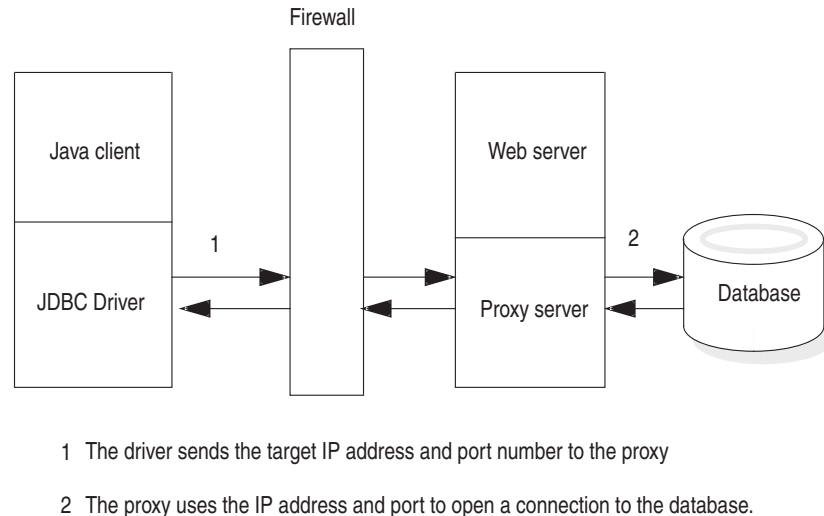 Firewall
Java client
Web server
1
2
JDBC Driver
Proxy server
Database
1 The driver sends the target IP address and port number to the proxy
2 The proxy uses the IP address and port to open a connection to the database.